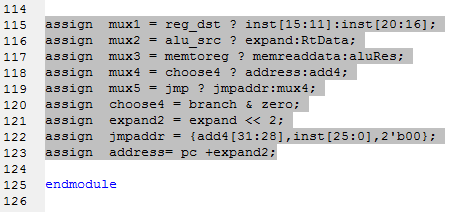 114
115 assign  mux1 = reg_dst ? inst[15:11]:inst[20:16];
116 assign  mux2 = alu_src ? expand:RtData;
117 assign  mux3 = memtoreg ? memreaddata:aluRes;
118 assign  mux4 = choose4 ? address:add4;
119 assign  mux5 = jmp ? jmpaddr:mux4;
120 assign  choose4 = branch & zero;
121 assign  expand2 = expand << 2;
122 assign  jmpaddr = {add4[31:28],inst[25:0],2'b00};
123 assign  address= pc +expand2;
124
125 endmodule
126